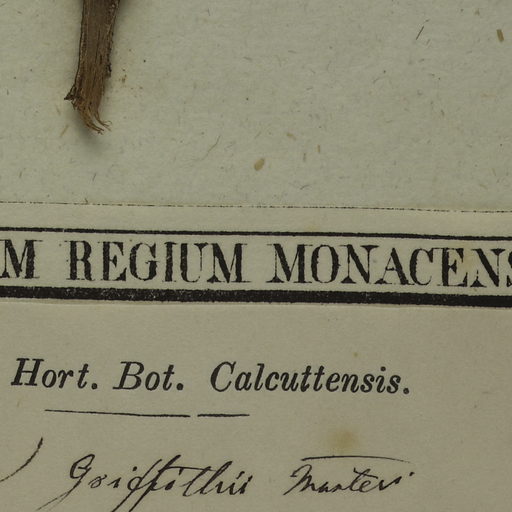 M REGIUM MONACENS
Hort. Bot. Calcuttensis.
Griffithii Masters